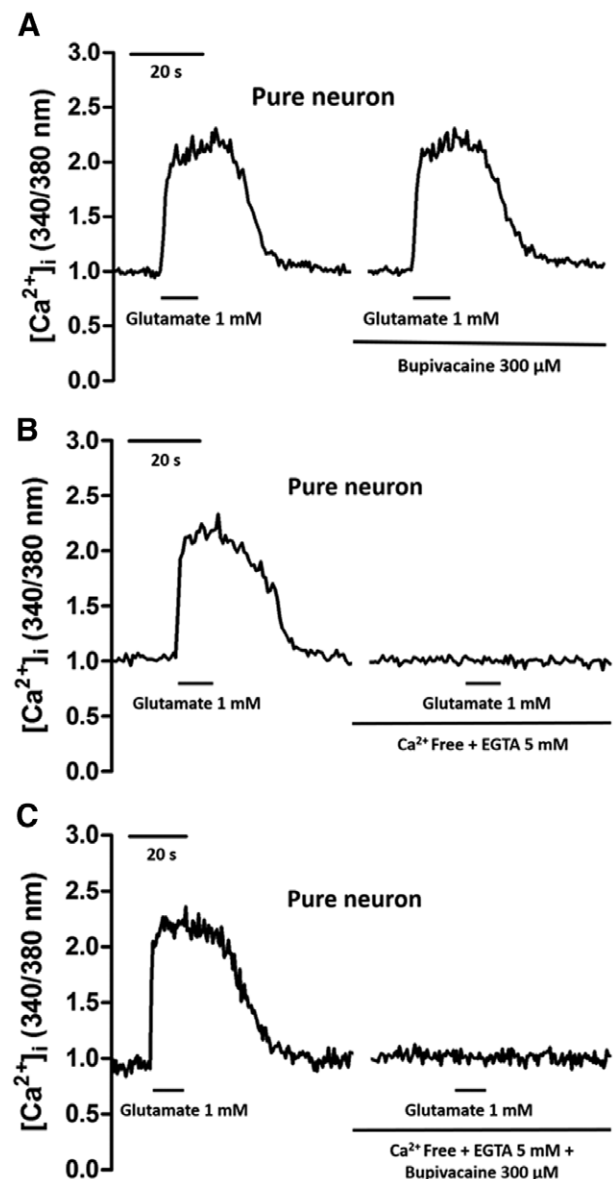 A
[Ca²⁺]i (340/380 nm)
3.0
2.5
2.0
1.5
1.0
0.5
0.0
20 s
Pure neuron
Glutamate 1 mM
Glutamate 1 mM
Bupivacaine 300 µM
B
[Ca²⁺]i (340/380 nm)
3.0
2.5
2.0
1.5
1.0
0.5
0.0
20 s
Pure neuron
Glutamate 1 mM
Glutamate 1 mM
Ca²⁺ Free + EGTA 5 mM
C
[Ca²⁺]i (340/380 nm)
3.0
2.5
2.0
1.5
1.0
0.5
0.0
20 s
Pure neuron
Glutamate 1 mM
Glutamate 1 mM
Ca²⁺ Free + EGTA 5 mM +
Bupivacaine 300 µM